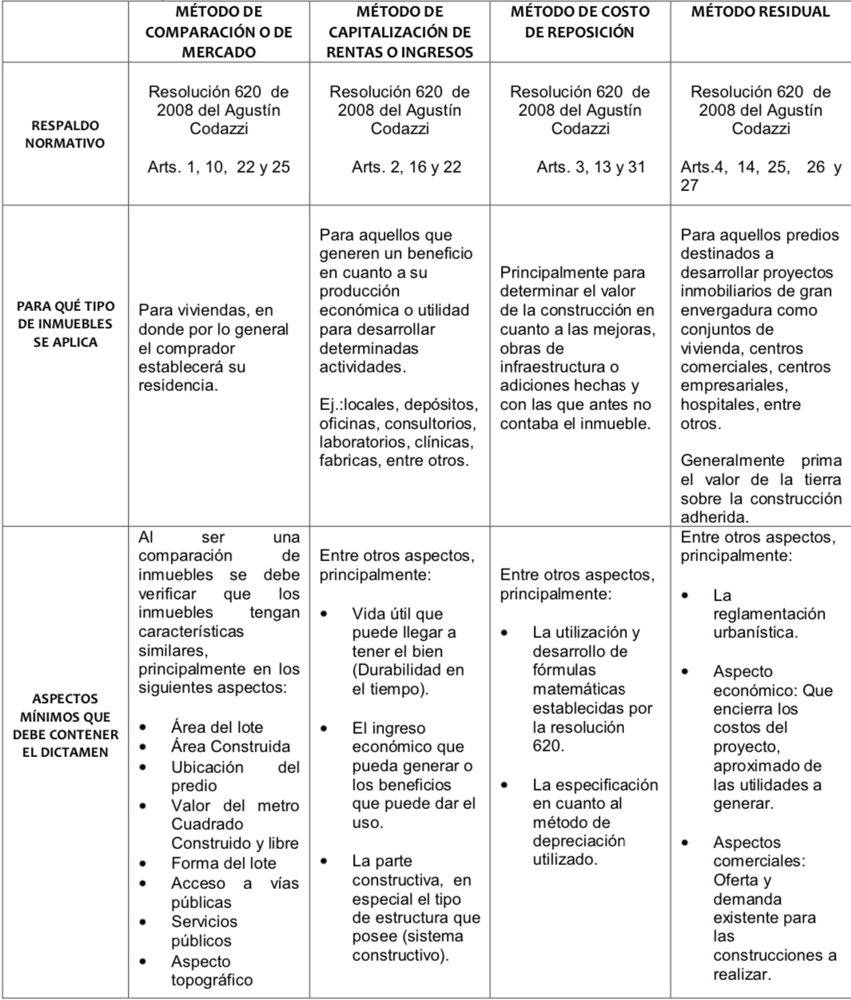 MÉTODO DE
COMPARACIÓN O DE
MERCADO
MÉTODO DE
CAPITALIZACIÓN DE
RENTAS O INGRESOS
MÉTODO DE COSTO
DE REPOSICIÓN
MÉTODO RESIDUAL
RESPALDO
NORMATIVO
Resolución 620 de
2008 del Agustín
Codazzi
Arts. 1, 10, 22 y 25
Resolución 620 de
2008 del Agustín
Codazzi
Arts. 2, 16 y 22
Resolución 620 de
2008 del Agustín
Codazzi
Arts. 3, 13 y 31
Resolución 620 de
2008 del Agustín
Codazzi
Arts.4, 14, 25, 26 y
27
PARA QUÉ TIPO
DE INMUEBLES
SE APLICA
Para viviendas, en
donde por lo general
el comprador
establecerá su
residencia.
Para aquellos que
generen un beneficio
en cuanto a su
producción
económica o utilidad
para desarrollar
determinadas
actividades.
Ej.:locales, depósitos,
oficinas, consultorios,
laboratorios, clínicas,
fabricas, entre otros.
Principalmente para
determinar el valor
de la construcción en
cuanto a las mejoras,
obras de
infraestructura o
adiciones hechas y
con las que antes no
contaba el inmueble.
Para aquellos predios
destinados a
desarrollar proyectos
inmobiliarios de gran
envergadura como
conjuntos de
vivienda, centros
comerciales, centros
empresariales,
hospitales, entre
otros.
Generalmente prima
el valor de la tierra
sobre la construcción
adherida.
ASPECTOS
MÍNIMOS QUE
DEBE CONTENER
EL DICTAMEN
Al ser una
comparación de
inmuebles se debe
verificar que los
inmuebles tengan
características
similares,
principalmente en los
siguientes aspectos:
• Área del lote
• Área Construida
• Ubicación del
predio
• Valor del metro
Cuadrado
Construido y libre
• Forma del lote
• Acceso a vías
públicas
• Servicios
públicos
• Aspecto
topográfico
Entre otros aspectos,
principalmente:
• Vida útil que
puede llegar a
tener el bien
(Durabilidad en
el tiempo).
• El ingreso
económico que
pueda generar o
los beneficios
que puede dar el
uso.
• La parte
constructiva, en
especial el tipo
de estructura que
posee (sistema
constructivo).
Entre otros aspectos,
principalmente:
• La utilización y
desarrollo de
fórmulas
matemáticas
establecidas por
la resolución
620.
• La especificación
en cuanto al
método de
depreciación
utilizado.
Entre otros aspectos,
principalmente:
• La
reglamentación
urbanística.
• Aspecto
económico: Que
encierra los
costos del
proyecto,
aproximado de
las utilidades a
generar.
• Aspectos
comerciales:
Oferta y
demanda
existente para
las
construcciones a
realizar.